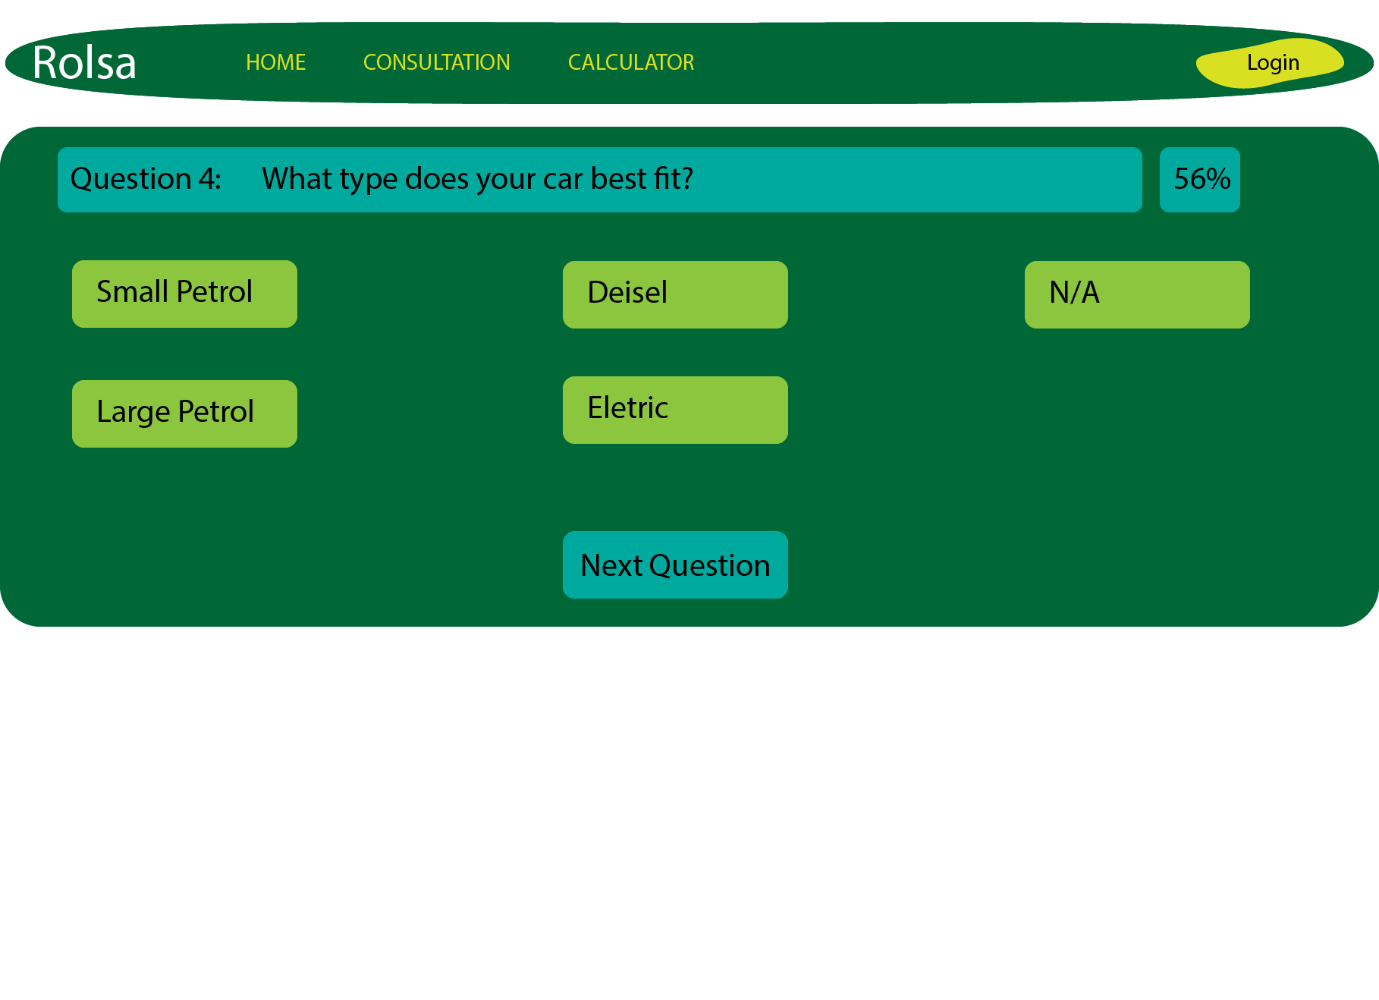 Rolsa HOME CONSULTATION CALCULATOR Login
Question 4: What type does your car best fit? 56%
Small Petrol Deisel N/A
Large Petrol Eletric
Next Question